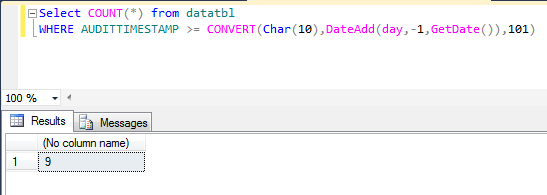 Select COUNT(*) from datatbl
WHERE AUDITTIMESTAMP >= CONVERT(Char(10),DateAdd(day,-1,GetDate()),101)
100 %
Results
Messages
(No column name)
1 9